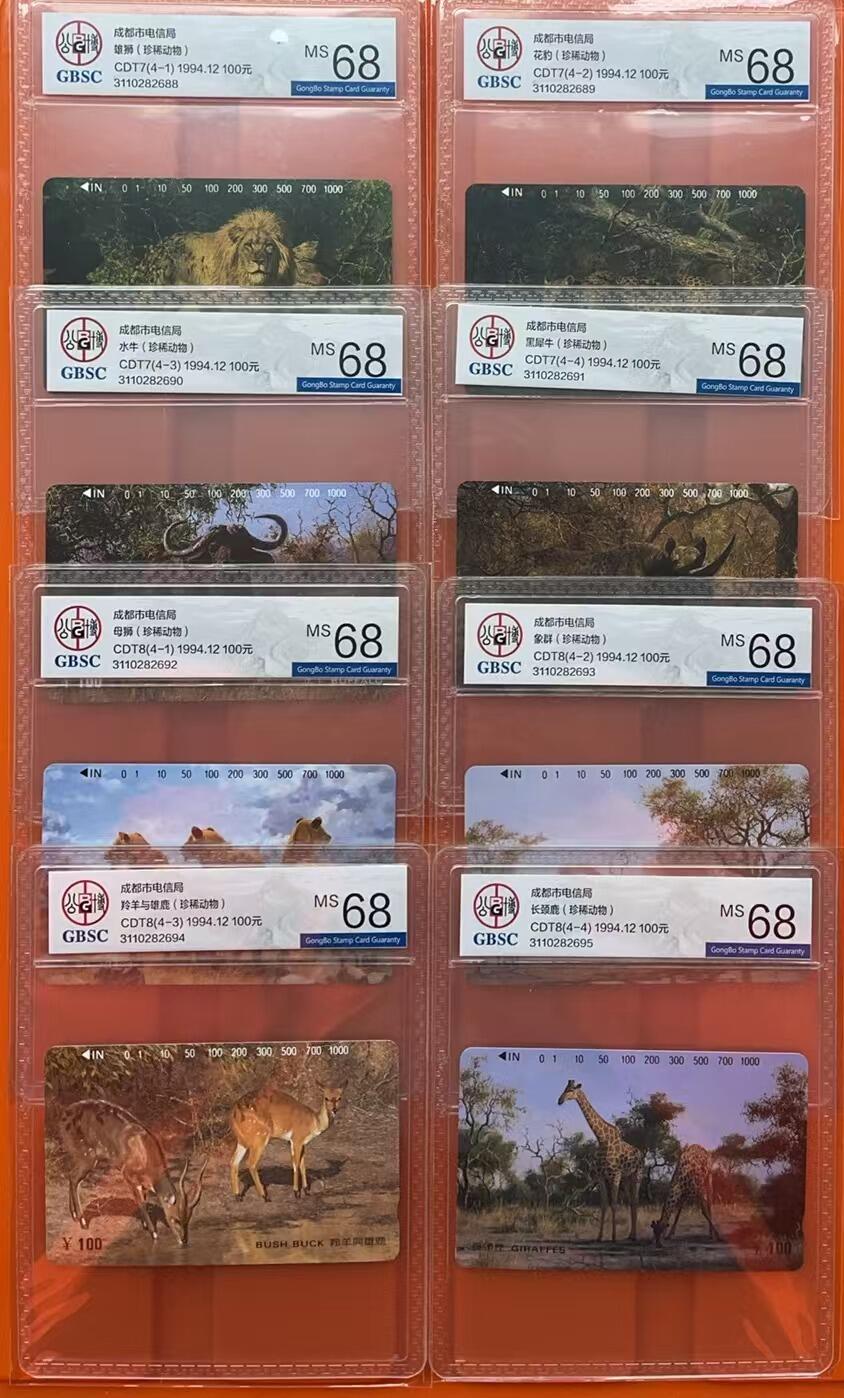 成都市电信局
雄狮（珍稀动物）
CDT7(4-1) 1994.12 100元
3110282688
GBSC
MS 68
GongBo Stamp Card Guaranty
成都市电信局
花豹（珍稀动物）
CDT7(4-2) 1994.12 100元
3110282689
GBSC
MS 68
GongBo Stamp Card Guaranty
◀IN 0 1 10 50 100 200 300 500 700 1000
◀IN 0 1 10 50 100 200 300 500 700 1000
成都市电信局
水牛（珍稀动物）
CDT7(4-3) 1994.12 100元
3110282690
GBSC
MS 68
GongBo Stamp Card Guaranty
成都市电信局
黑犀牛（珍稀动物）
CDT7(4-4) 1994.12 100元
3110282691
GBSC
MS 68
GongBo Stamp Card Guaranty
◀IN 0 1 10 50 100 200 300 500 700 1000
◀IN 0 1 10 50 100 200 300 500 700 1000
成都市电信局
母狮（珍稀动物）
CDT8(4-1) 1994.12 100元
3110282692
GBSC
MS 68
GongBo Stamp Card Guaranty
成都市电信局
象群（珍稀动物）
CDT8(4-2) 1994.12 100元
3110282693
GBSC
MS 68
GongBo Stamp Card Guaranty
◀IN 0 1 10 50 100 200 300 500 700 1000
◀IN 0 1 10 50 100 200 300 500 700 1000
成都市电信局
羚羊与雄鹿（珍稀动物）
CDT8(4-3) 1994.12 100元
3110282694
GBSC
MS 68
GongBo Stamp Card Guaranty
成都市电信局
长颈鹿（珍稀动物）
CDT8(4-4) 1994.12 100元
3110282695
GBSC
MS 68
GongBo Stamp Card Guaranty
◀IN 0 1 10 50 100 200 300 500 700 1000
¥ 100
BUSH BUCK
◀IN 0 1 10 50 100 200 300 500 700 1000
GIRAFFES
¥ 100